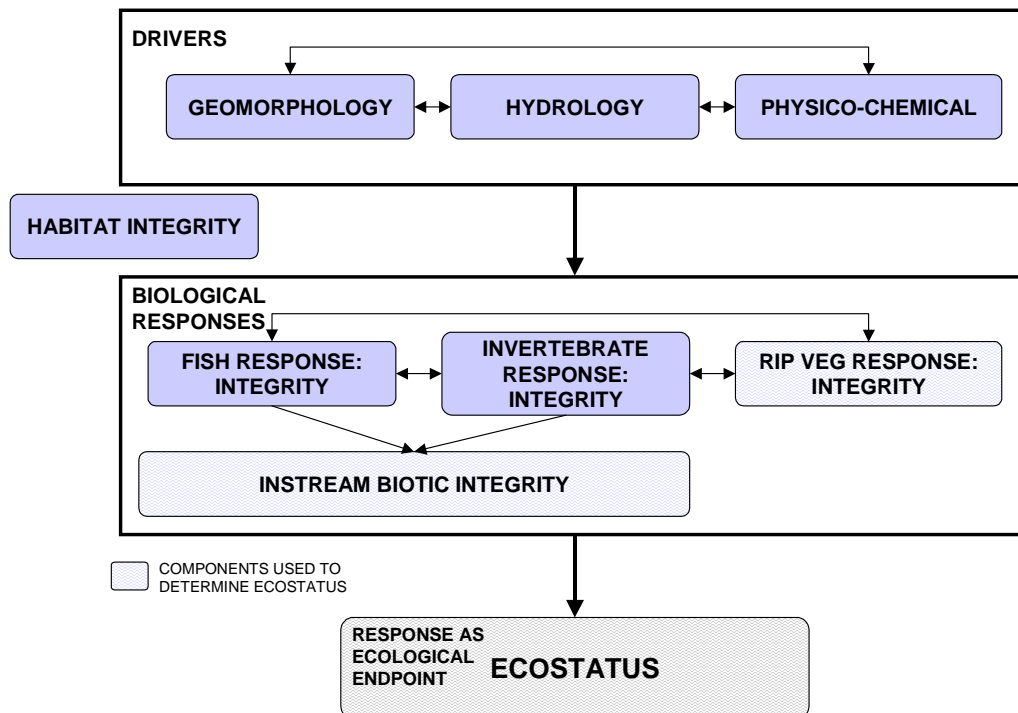 DRIVERS
GEOMORPHOLOGY
HYDROLOGY
PHYSICO-CHEMICAL
HABITAT INTEGRITY
BIOLOGICAL
RESPONSES
FISH RESPONSE:
INTEGRITY
INVERTEBRATE
RESPONSE:
INTEGRITY
RIP VEG RESPONSE:
INTEGRITY
INSTREAM BIOTIC INTEGRITY
COMPONENTS USED TO
DETERMINE ECOSTATUS
RESPONSE AS
ECOLOGICAL
ENDPOINT
ECOSTATUS